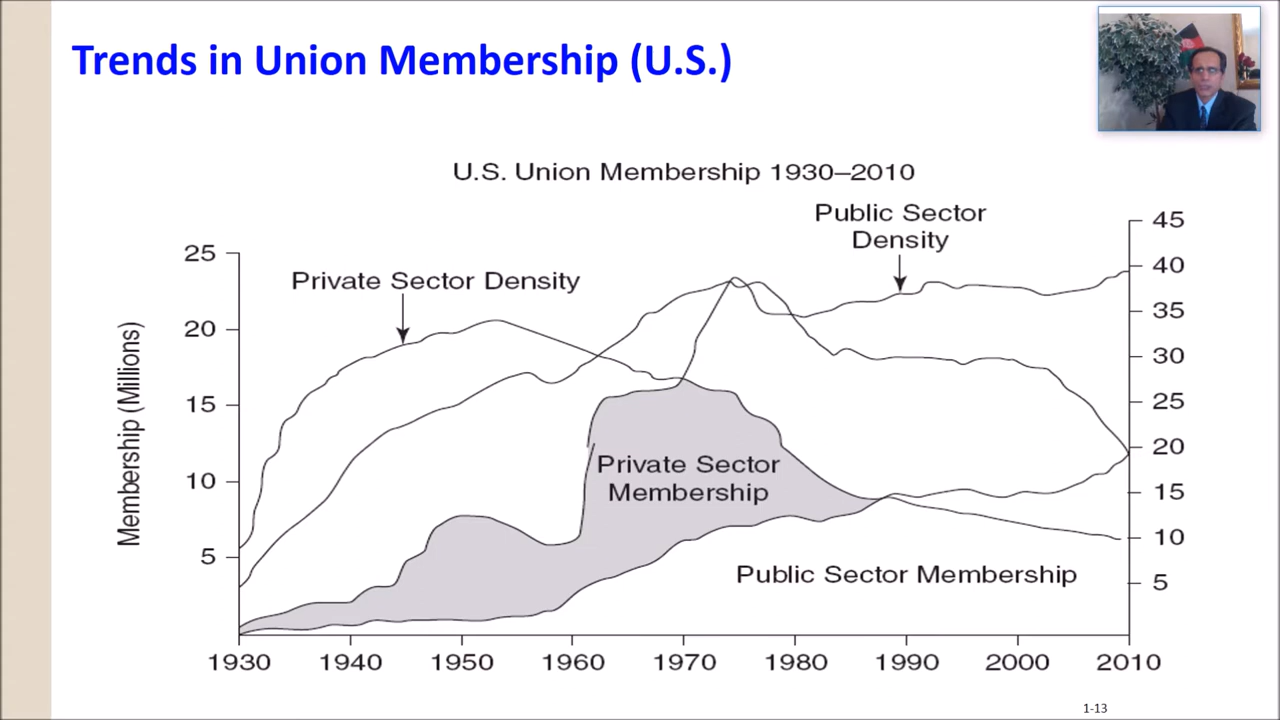 Trends in Union Membership (U.S.)
U.S. Union Membership 1930–2010
Public Sector
Density
Private Sector Density
Membership (Millions)
25
20
15
10
5
45
40
35
30
25
20
15
10
5
Private Sector
Membership
Public Sector Membership
1930 1940 1950 1960 1970 1980 1990 2000 2010
1-13